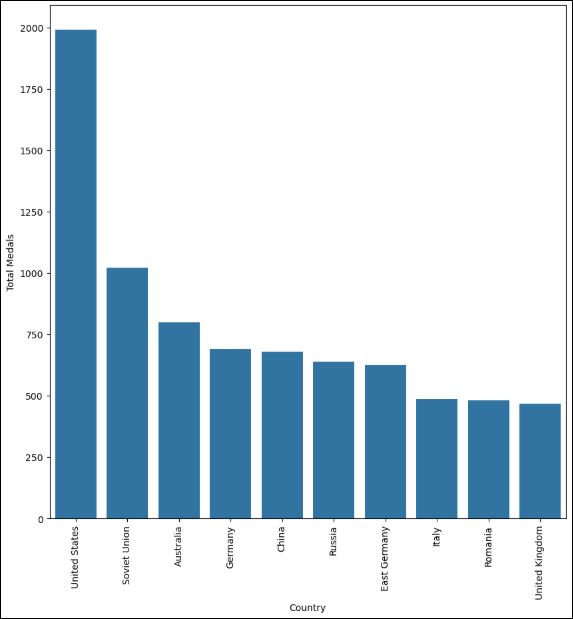 2000
1750
1500
1250
1000
750
500
250
0
Total Medals
United States
Soviet Union
Australia
Germany
China
Russia
East Germany
Italy
Romania
United Kingdom
Country